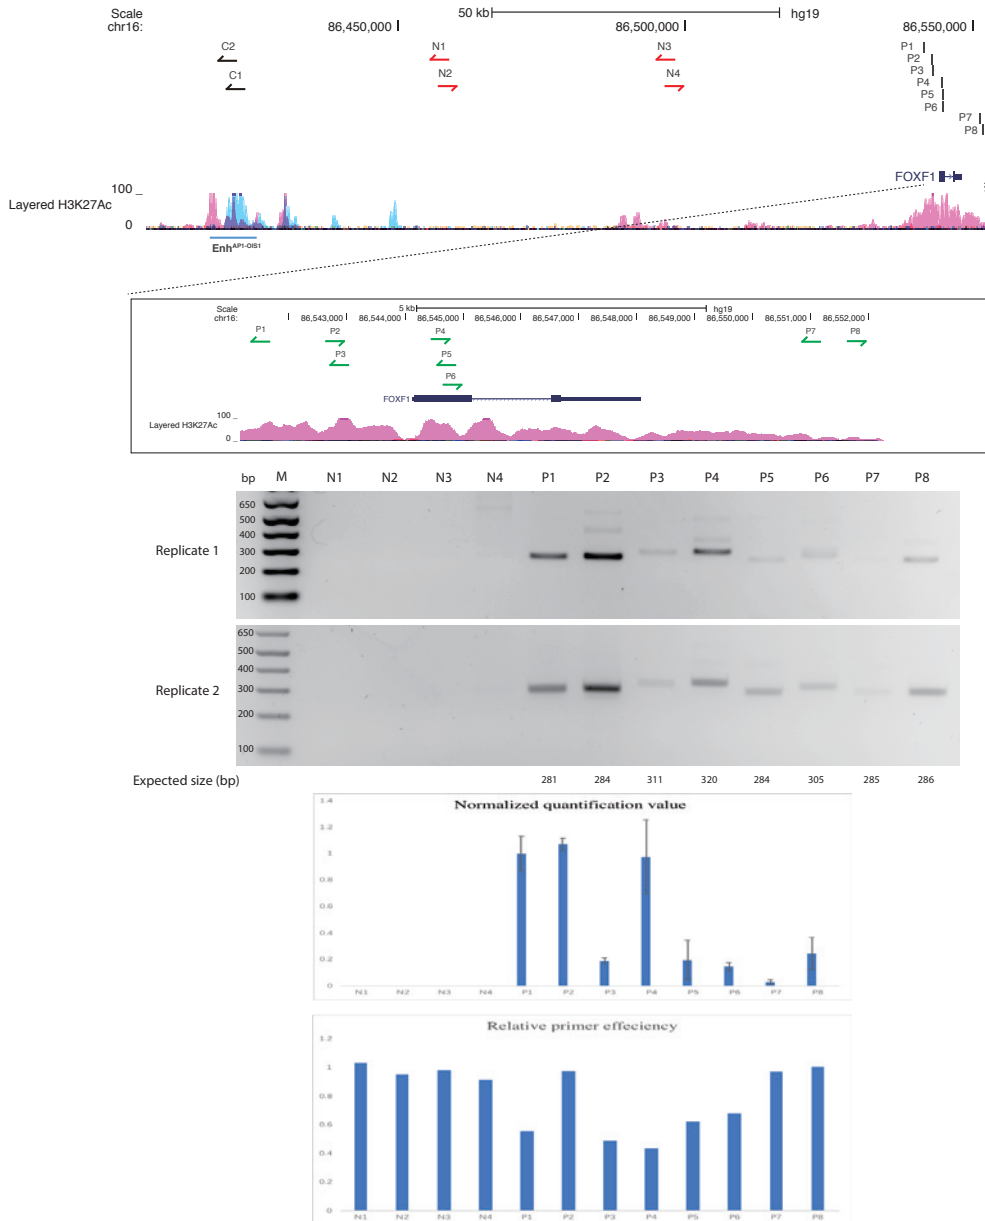 Scale 50 kb hg19
chr16: 86,450,000 86,500,000 86,550,000
C2 N1 N3 P1
P2
C1 N2 N4 P3
P4
P5
P6
P7
P8
FOXF1
100
Layered H3K27Ac
0
Enhᴬᴾ¹⁻ᴼᴵˢ¹
Scale 5 kb hg19
chr16: 86,543,000 86,544,000 86,545,000 86,546,000 86,547,000 86,548,000 86,549,000 86,550,000 86,551,000 86,552,000
P1 P2 P4 P7 P8
P3 P5
P6
FOXF1
Layered H3K27Ac 100
0
bp M N1 N2 N3 N4 P1 P2 P3 P4 P5 P6 P7 P8
650
500
400
Replicate 1 300
200
100
650
500
400
Replicate 2 300
200
100
Expected size (bp) 281 284 311 320 284 305 285 286
Normalized quantification value
1.4
1.2
1
0.8
0.6
0.4
0.2
0
N1 N2 N3 N4 P1 P2 P3 P4 P5 P6 P7 P8
Relative primer effeciency
1.2
1
0.8
0.6
0.4
0.2
0
N1 N2 N3 N4 P1 P2 P3 P4 P5 P6 P7 P8